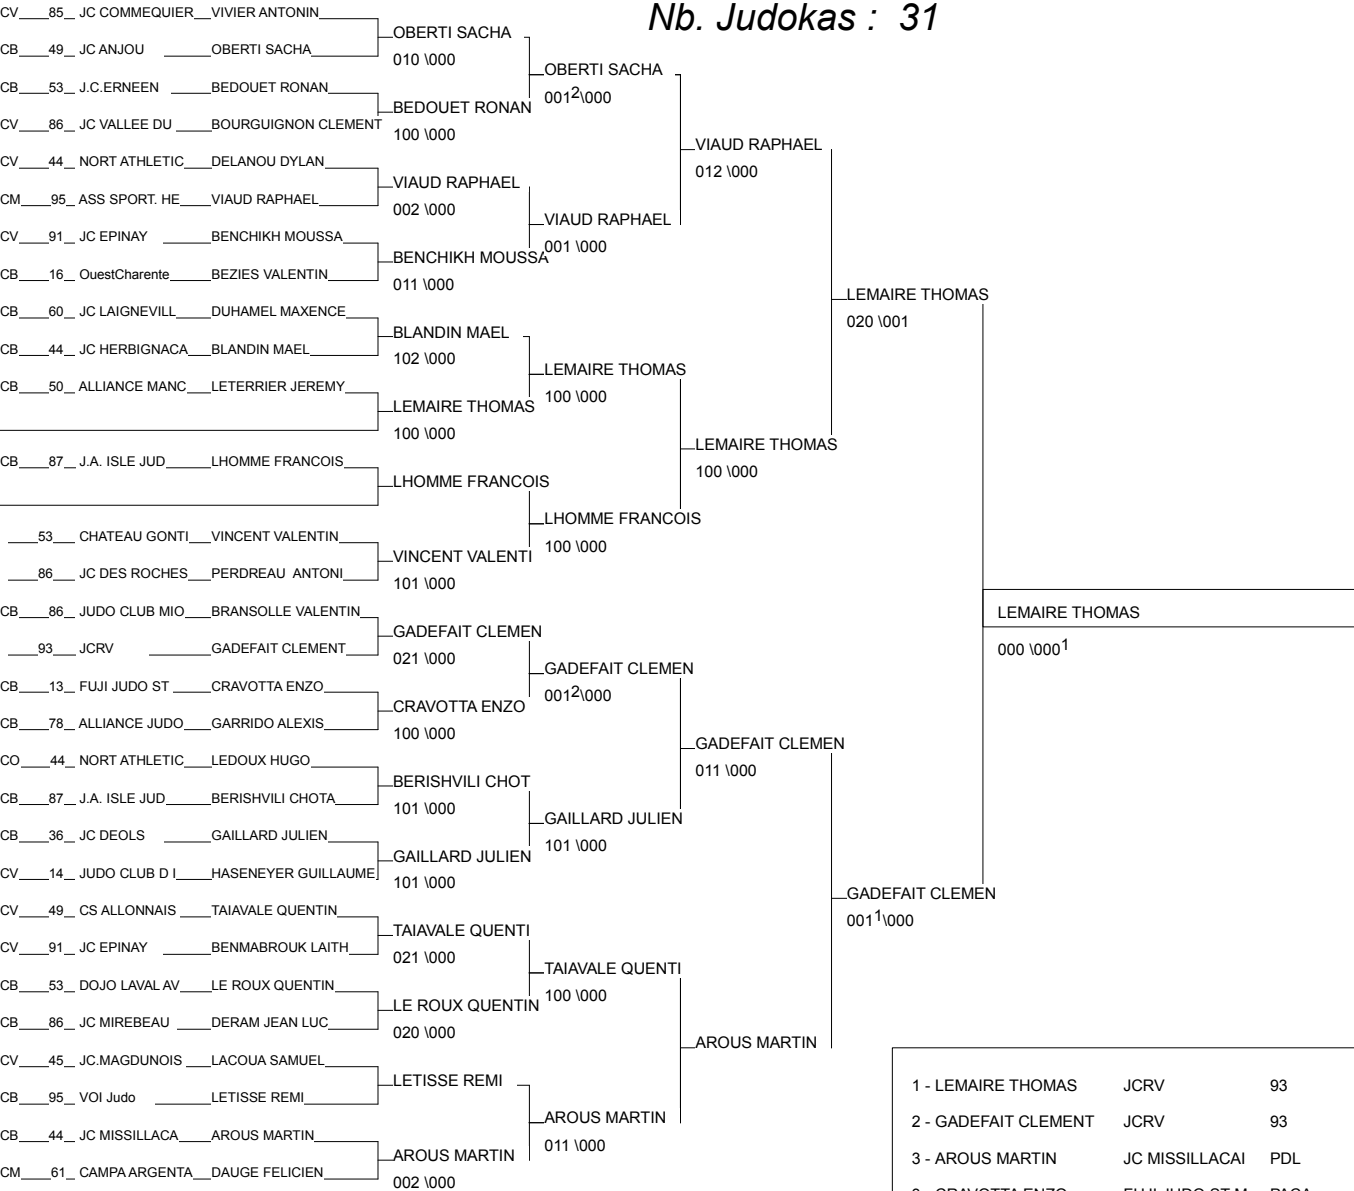 Nb. Judokas : 31
CV 85 JC COMMEQUIER VIVIER ANTONIN
CB 49 JC ANJOU OBERTI SACHA
CB 53 J.C.ERNEEN BEDOUET RONAN
CV 86 JC VALLEE DU BOURGUIGNON CLEMENT
CV 44 NORT ATHLETIC DELANOU DYLAN
CM 95 ASS SPORT. HE VIAUD RAPHAEL
CV 91 JC EPINAY BENCHIKH MOUSSA
CB 16 OuestCharente BEZIES VALENTIN
CB 60 JC LAIGNEVILL DUHAMEL MAXENCE
CB 44 JC HERBIGNACA BLANDIN MAEL
CB 50 ALLIANCE MANC LETERRIER JEREMY
CB 87 J.A. ISLE JUD LHOMME FRANCOIS
53 CHATEAU GONTI VINCENT VALENTIN
86 JC DES ROCHES PERDREAU ANTONI
CB 86 JUDO CLUB MIO BRANSOLLE VALENTIN
93 JCRV GADEFAIT CLEMENT
CB 13 FUJI JUDO ST CRAVOTTA ENZO
CB 78 ALLIANCE JUDO GARRIDO ALEXIS
CO 44 NORT ATHLETIC LEDOUX HUGO
CB 87 J.A. ISLE JUD BERISHVILI CHOTA
CB 36 JC DEOLS GAILLARD JULIEN
CV 14 JUDO CLUB D I HASENEYER GUILLAUME
CV 49 CS ALLONNAIS TAIAVALE QUENTIN
CV 91 JC EPINAY BENMABROUK LAITH
CB 53 DOJO LAVAL AV LE ROUX QUENTIN
CB 86 JC MIREBEAU DERAM JEAN LUC
CV 45 JC.MAGDUNOIS LACOUA SAMUEL
CB 95 VOI Judo LETISSE REMI
CB 44 JC MISSILLACA AROUS MARTIN
CM 61 CAMPA ARGENTA DAUGE FELICIEN
OBERTI SACHA
010 \000
BEDOUET RONAN
100 \000
VIAUD RAPHAEL
002 \000
BENCHIKH MOUSSA
011 \000
BLANDIN MAEL
102 \000
LEMAIRE THOMAS
100 \000
LHOMME FRANCOIS
VINCENT VALENTI
101 \000
GADEFAIT CLEMEN
021 \000
CRAVOTTA ENZO
100 \000
BERISHVILI CHOT
101 \000
GAILLARD JULIEN
101 \000
TAIAVALE QUENTI
021 \000
LE ROUX QUENTIN
020 \000
LETISSE REMI
AROUS MARTIN
002 \000
OBERTI SACHA
0012\000
VIAUD RAPHAEL
001 \000
LEMAIRE THOMAS
100 \000
LHOMME FRANCOIS
100 \000
GADEFAIT CLEMEN
0012\000
GAILLARD JULIEN
101 \000
TAIAVALE QUENTI
100 \000
AROUS MARTIN
011 \000
VIAUD RAPHAEL
012 \000
LEMAIRE THOMAS
100 \000
GADEFAIT CLEMEN
011 \000
AROUS MARTIN
LEMAIRE THOMAS
020 \001
GADEFAIT CLEMEN
0011\000
LEMAIRE THOMAS
000 \0001
1 - LEMAIRE THOMAS JCRV 93
2 - GADEFAIT CLEMENT JCRV 93
3 - AROUS MARTIN JC MISSILLACAI PDL